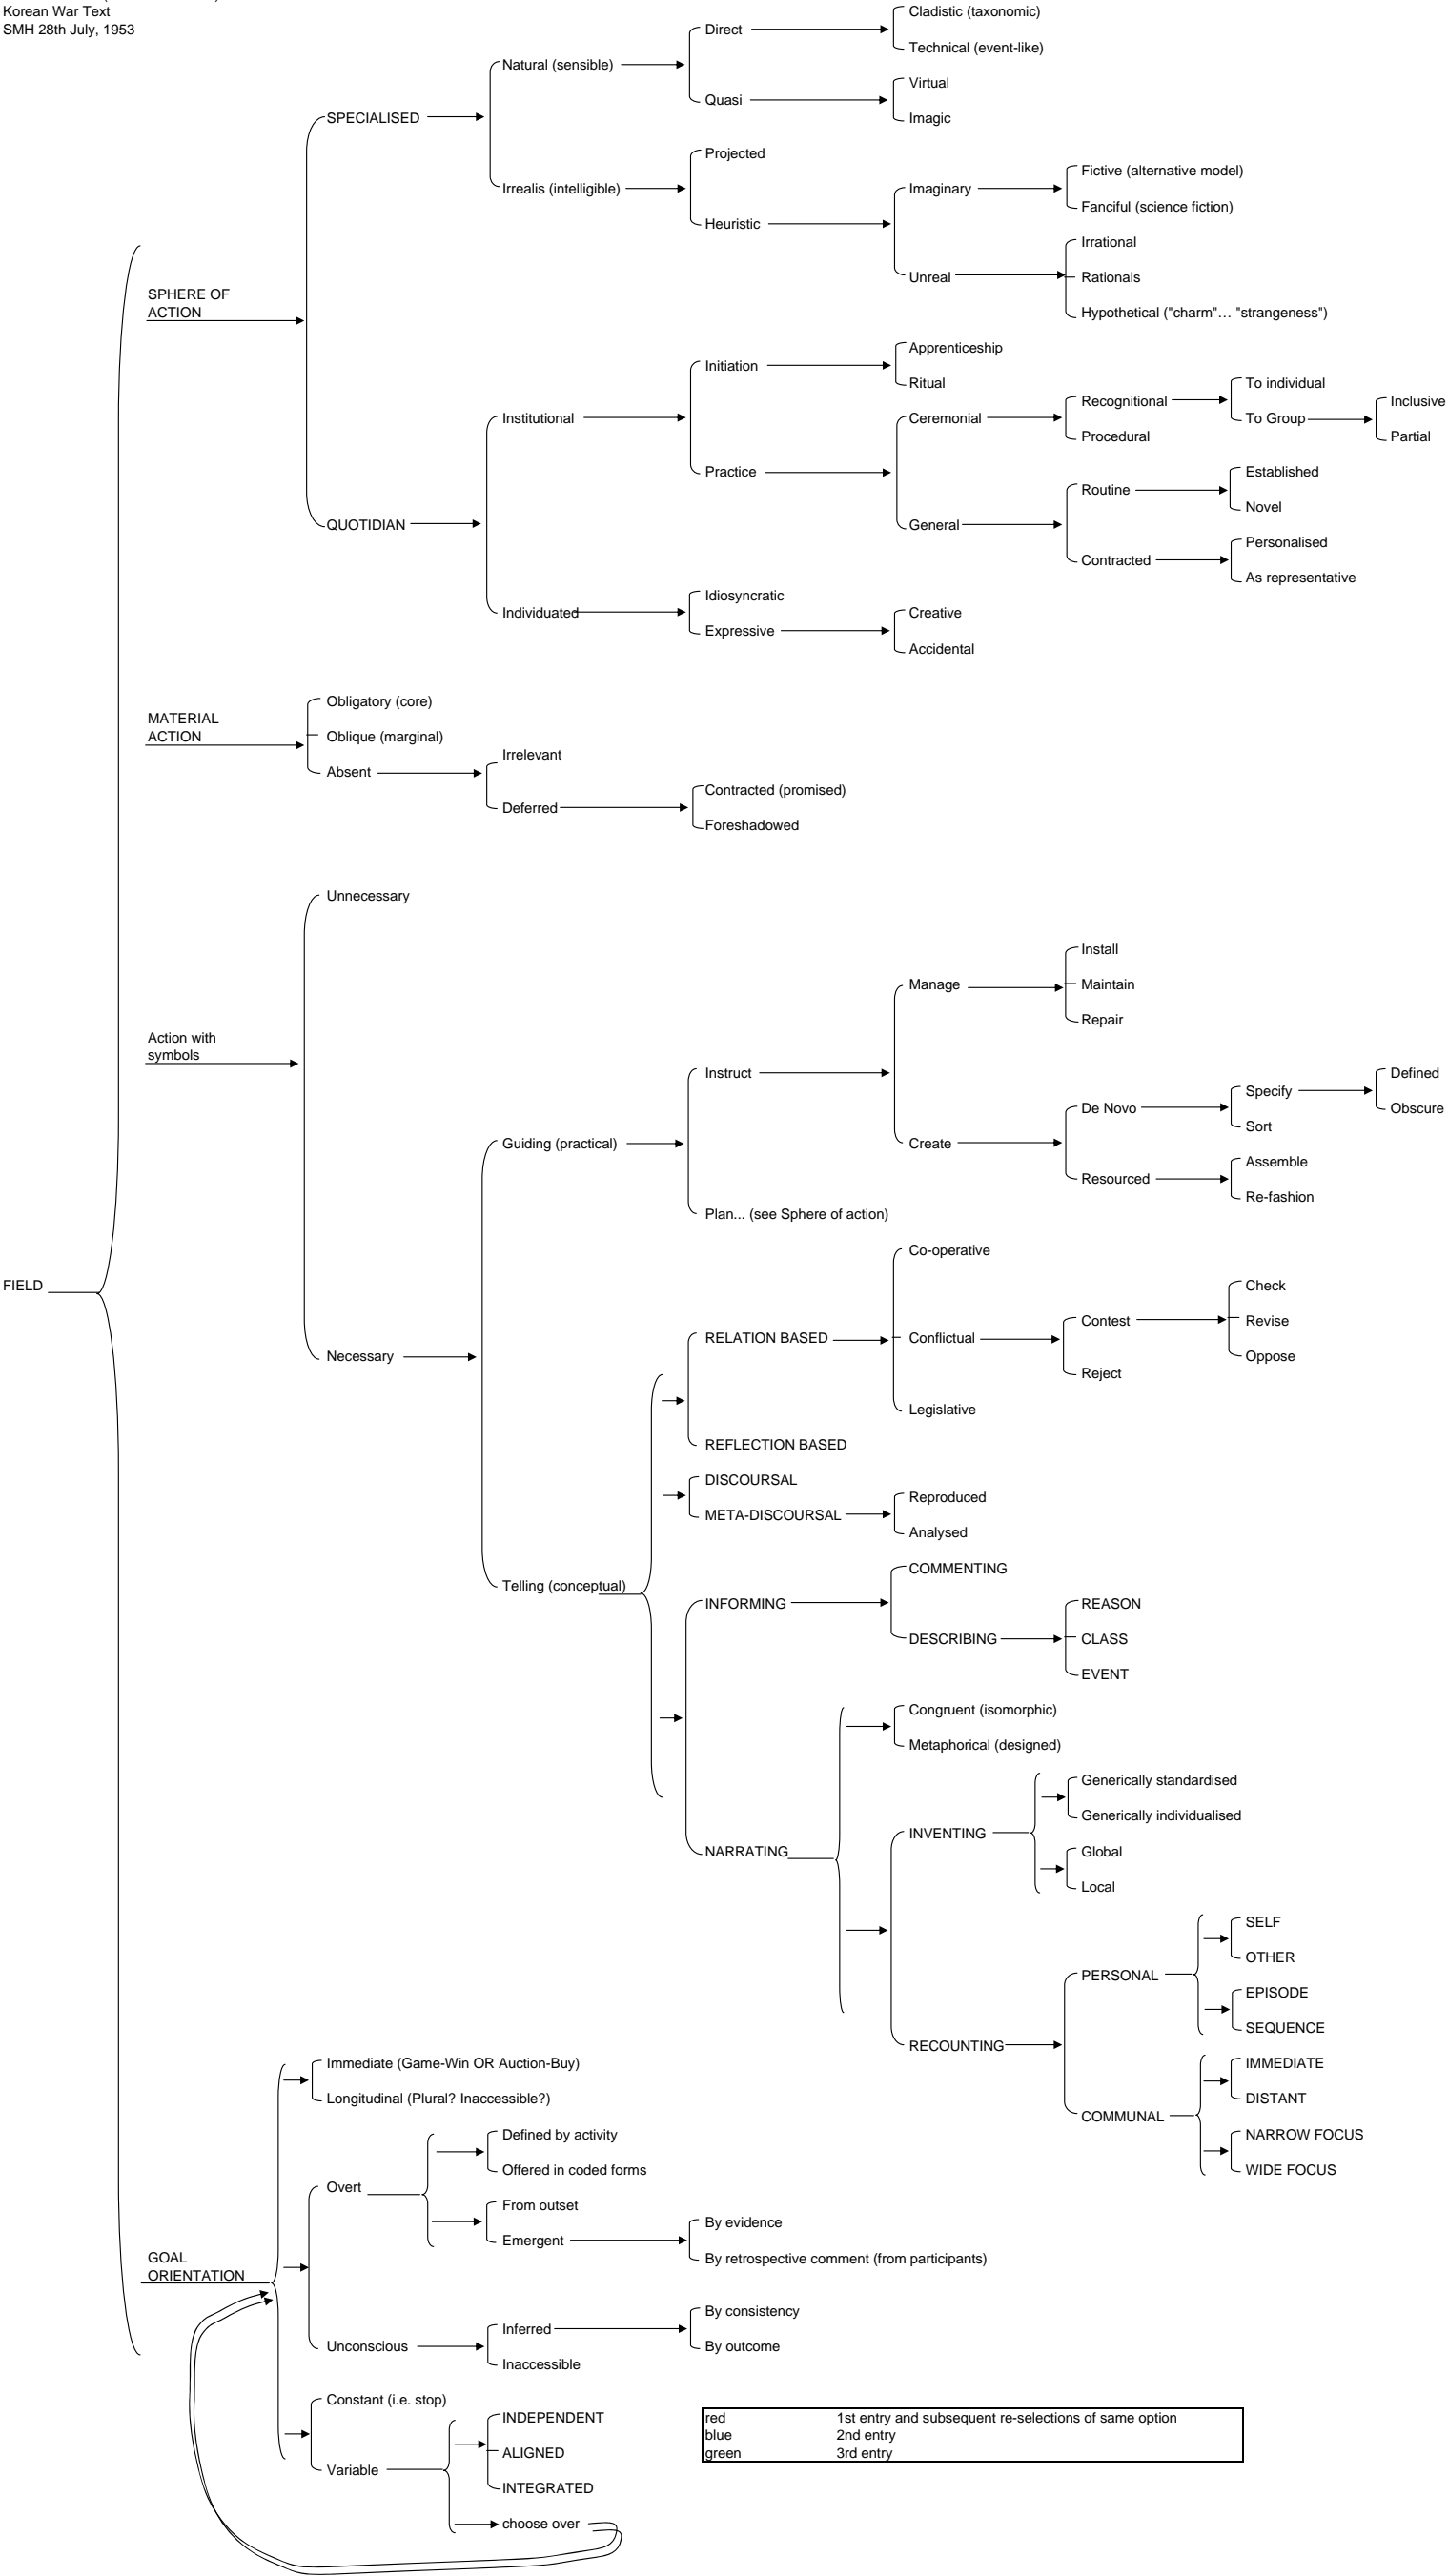 Korean War Text
SMH 28th July, 1953
Cladistic (taxonomic)
Direct
Technical (event-like)
Natural (sensible)
Virtual
Quasi
Imagic
SPECIALISED
Projected
Fictive (alternative model)
Irrealis (intelligible)
Imaginary
Fanciful (science fiction)
Heuristic
Irrational
Unreal
Rationals
Hypothetical ("charm"… "strangeness")
SPHERE OF
ACTION
Apprenticeship
Initiation
Ritual
To individual
Recognitional
Inclusive
Institutional
Ceremonial
To Group
Procedural
Partial
Practice
Established
Routine
Novel
QUOTIDIAN
General
Personalised
Contracted
As representative
Idiosyncratic
Individuated
Creative
Expressive
Accidental
Obligatory (core)
MATERIAL
ACTION
Oblique (marginal)
Irrelevant
Absent
Contracted (promised)
Deferred
Foreshadowed
Unnecessary
Install
Manage
Maintain
Repair
Action with
symbols
Instruct
Defined
Specify
De Novo
Obscure
Sort
Guiding (practical)
Create
Assemble
Resourced
Re-fashion
Plan... (see Sphere of action)
Co-operative
FIELD
Check
Contest
Revise
RELATION BASED
Conflictual
Necessary
Oppose
Reject
Legislative
REFLECTION BASED
DISCOURSAL
Reproduced
META-DISCOURSAL
Analysed
COMMENTING
Telling (conceptual)
INFORMING
REASON
DESCRIBING
CLASS
EVENT
Congruent (isomorphic)
Metaphorical (designed)
Generically standardised
Generically individualised
INVENTING
NARRATING
Global
Local
SELF
OTHER
PERSONAL
EPISODE
SEQUENCE
RECOUNTING
Immediate (Game-Win OR Auction-Buy)
IMMEDIATE
Longitudinal (Plural? Inaccessible?)
DISTANT
COMMUNAL
Defined by activity
NARROW FOCUS
Offered in coded forms
WIDE FOCUS
Overt
From outset
By evidence
Emergent
By retrospective comment (from participants)
GOAL
ORIENTATION
By consistency
Inferred
Unconscious
By outcome
Inaccessible
Constant (i.e. stop)
INDEPENDENT
red 1st entry and subsequent re-selections of same option
blue 2nd entry
green 3rd entry
ALIGNED
Variable
INTEGRATED
choose over